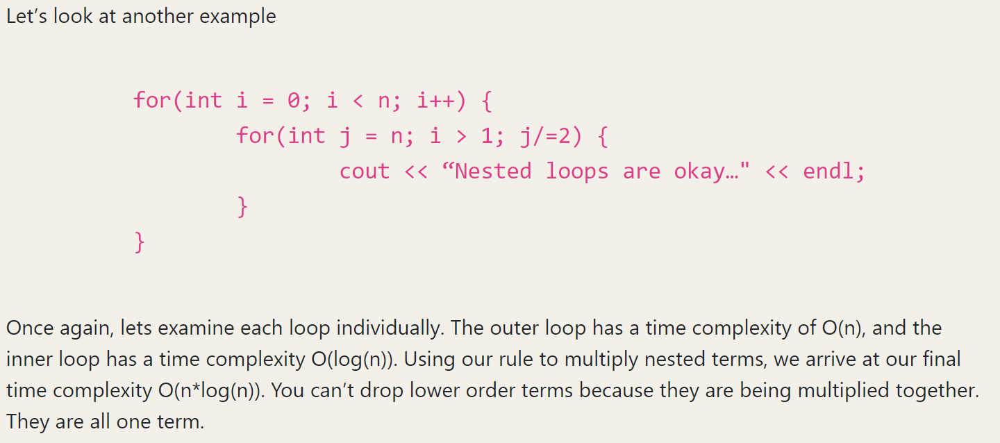 Let’s look at another example
for(int i = 0; i < n; i++) {
for(int j = n; i > 1; j/=2) {
cout << “Nested loops are okay…" << endl;
}
}
Once again, lets examine each loop individually. The outer loop has a time complexity of O(n), and the
inner loop has a time complexity O(log(n)). Using our rule to multiply nested terms, we arrive at our final
time complexity O(n*log(n)). You can’t drop lower order terms because they are being multiplied together.
They are all one term.